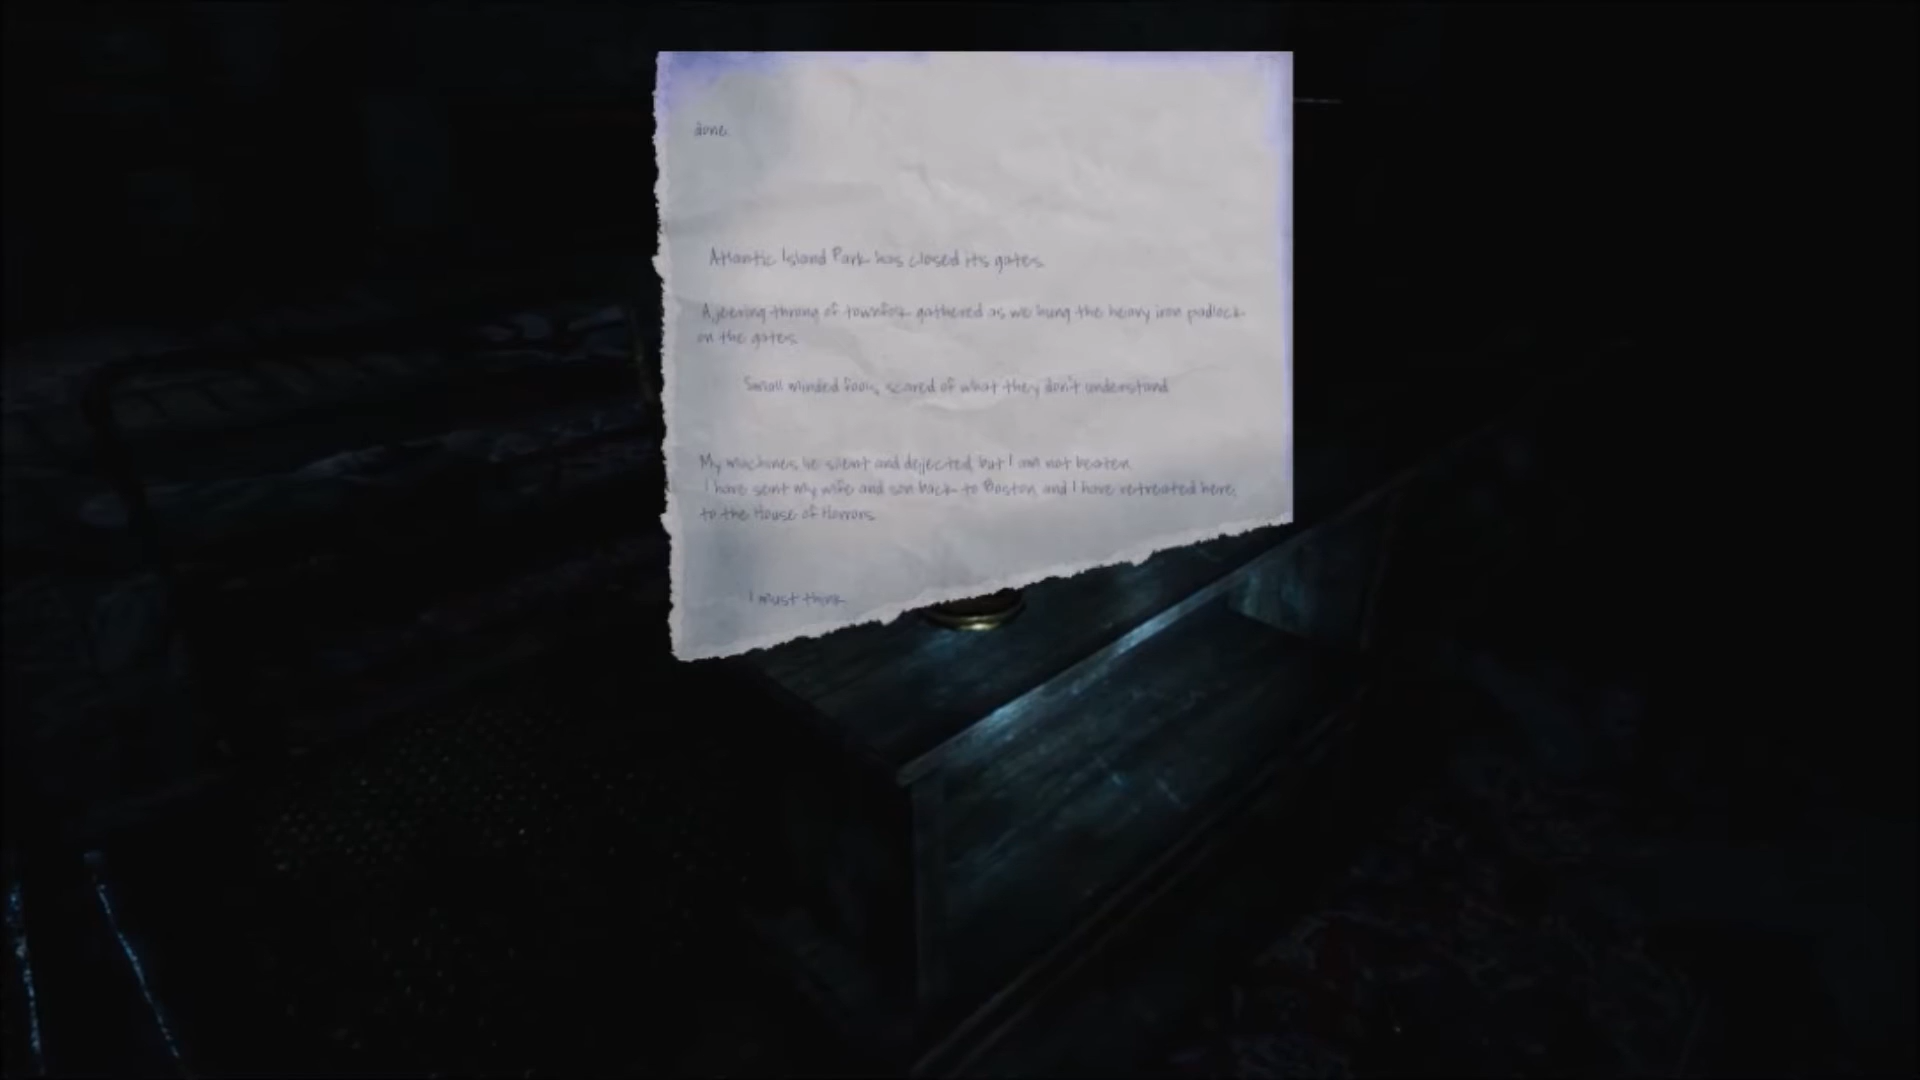 done.
Atlantic Island Park has closed its gates.
A jeering throng of townfolk gathered as we hung the heavy iron padlock
on the gates.
Small minded fools, scared of what they don't understand.
My machines lie silent and dejected, but I am not beaten.
I have sent my wife and son back to Boston, and I have retreated here,
to the House of Horrors.
I must think